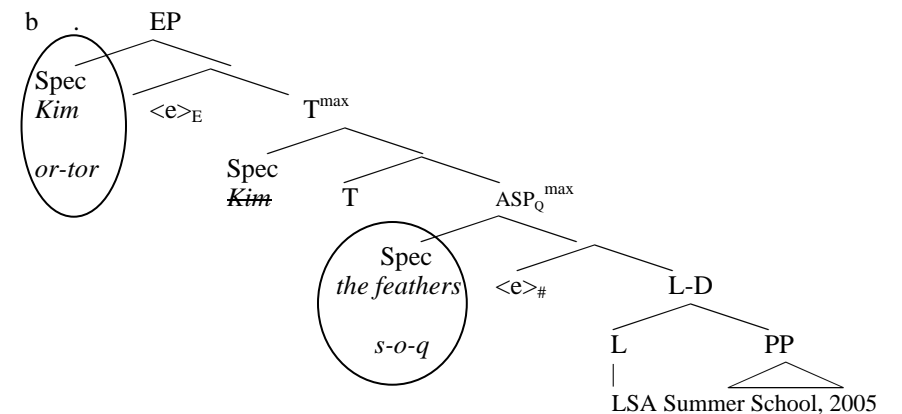 b . EP
Spec
Kim <e>E Tmax
or-tor Spec
Kim T ASPQmax
Spec
the feathers <e># L-D
s-o-q L PP
LSA Summer School, 2005